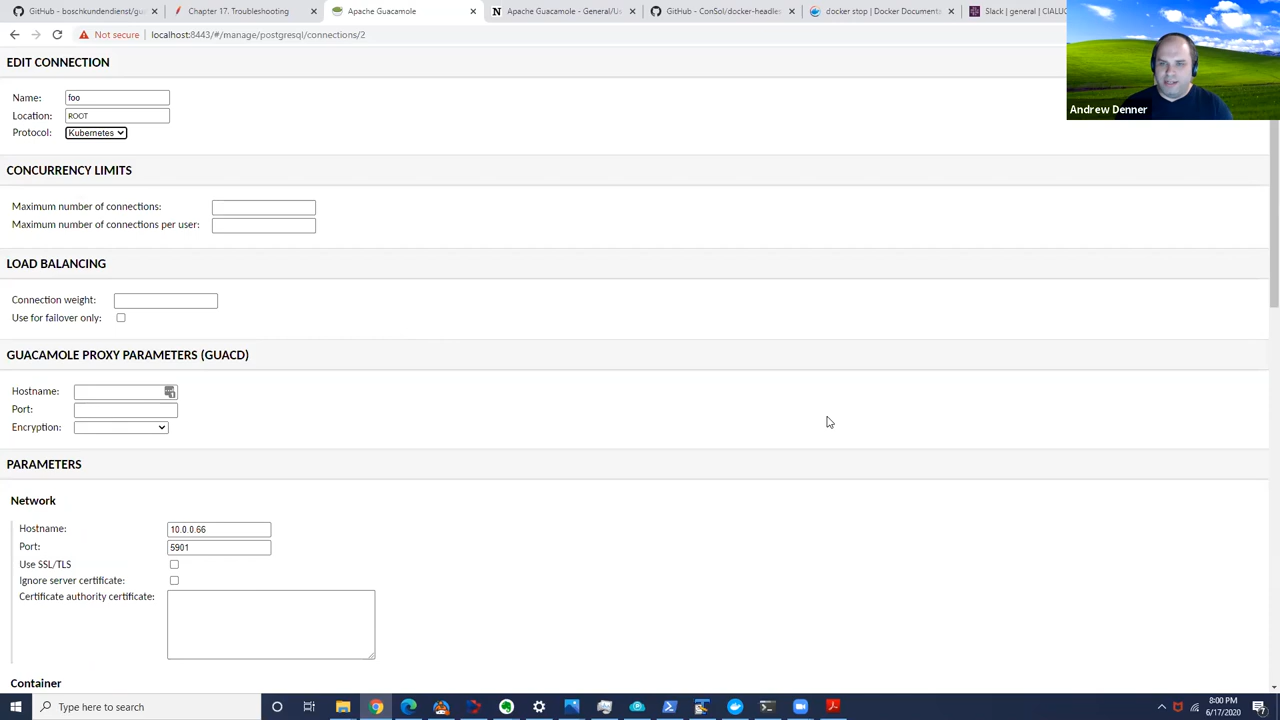 GitHub - boschkundendienst/gu
Chapter 17. Troubleshooting
Apache Guacamole
Apache Guacamole - General/Us
GitHub - ConSol/docker-headles
docker stop | Docker Documenta
Slack | general | CIALUG
Not secure
localhost:8443/#/manage/postgresql/connections/2
Andrew Denner
EDIT CONNECTION
Name: foo
Location: ROOT
Protocol: Kubernetes
CONCURRENCY LIMITS
Maximum number of connections:
Maximum number of connections per user:
LOAD BALANCING
Connection weight:
Use for failover only:
GUACAMOLE PROXY PARAMETERS (GUACD)
Hostname:
Port:
Encryption:
PARAMETERS
Network
Hostname: 10.0.0.66
Port: 5901
Use SSL/TLS
Ignore server certificate:
Certificate authority certificate:
Container
Type here to search
8:00 PM
6/17/2020